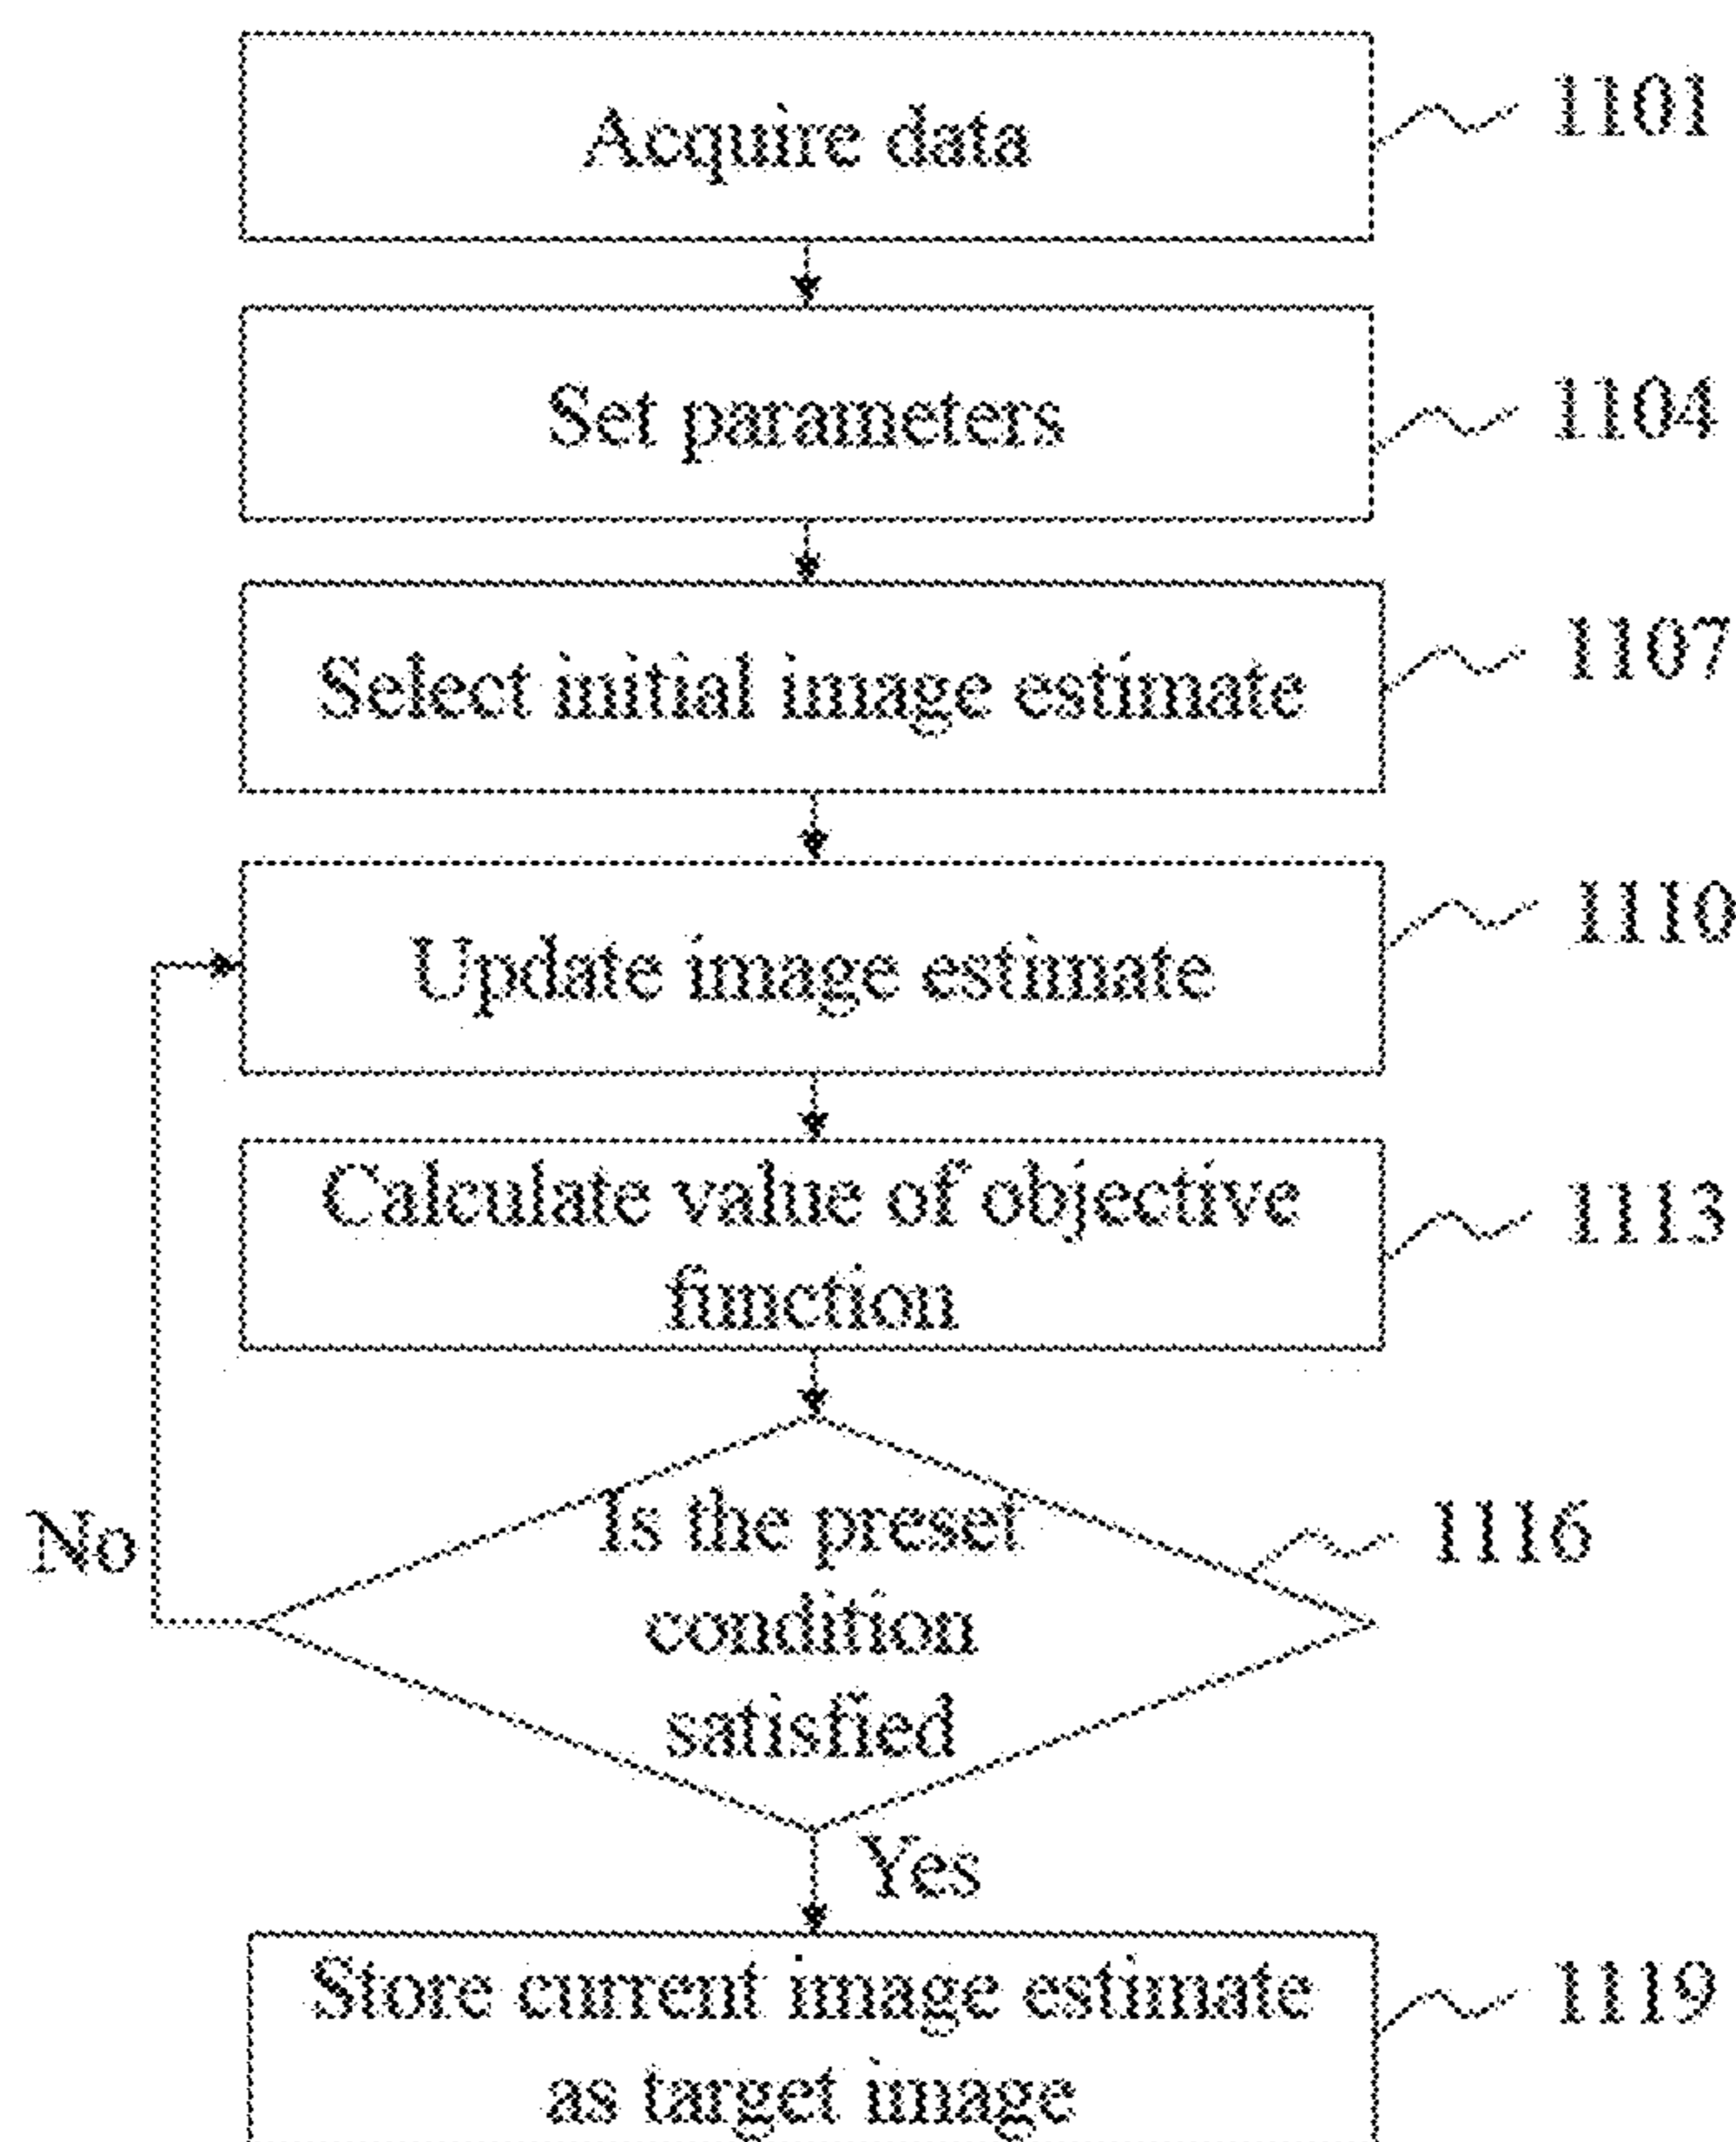 Acquire data
1101
Set parameters
1104
Select initial image estimate
1107
Update image estimate
1110
Calculate value of objective
function
1113
Is the preset
condition
satisfied
1116
No
Yes
Store current image estimate
as target image
1119